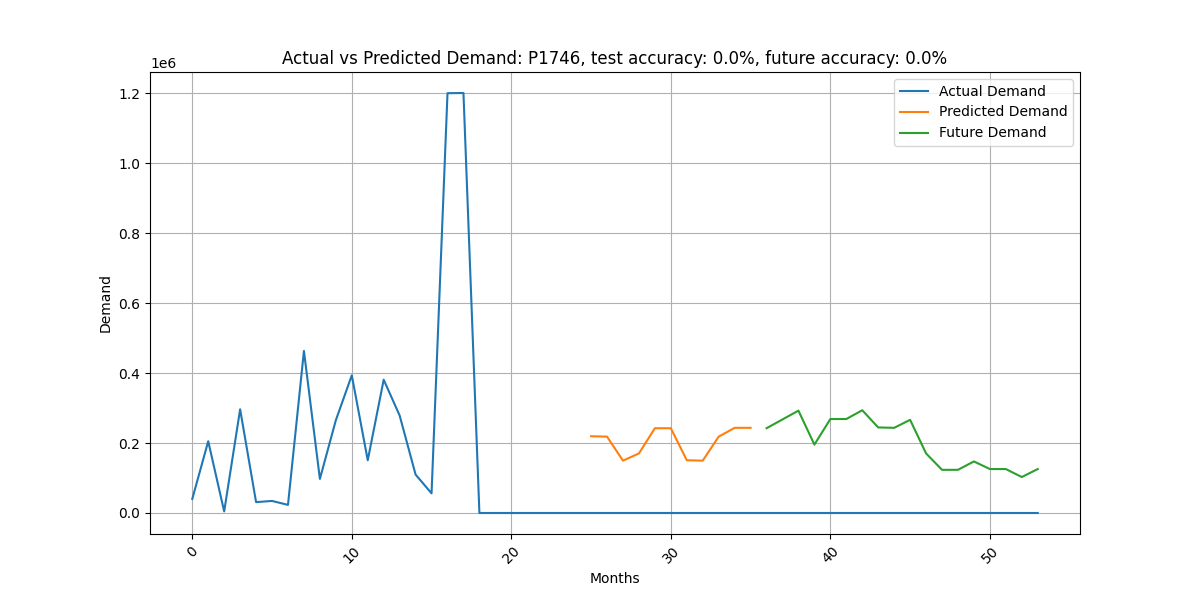 Actual vs Predicted Demand: P1746, test accuracy: 0.0%, future accuracy: 0.0%
1e6
Actual Demand
Predicted Demand
Future Demand
1.2
1.0
0.8
0.6
0.4
0.2
0.0
Demand
0
10
20
30
40
50
Months